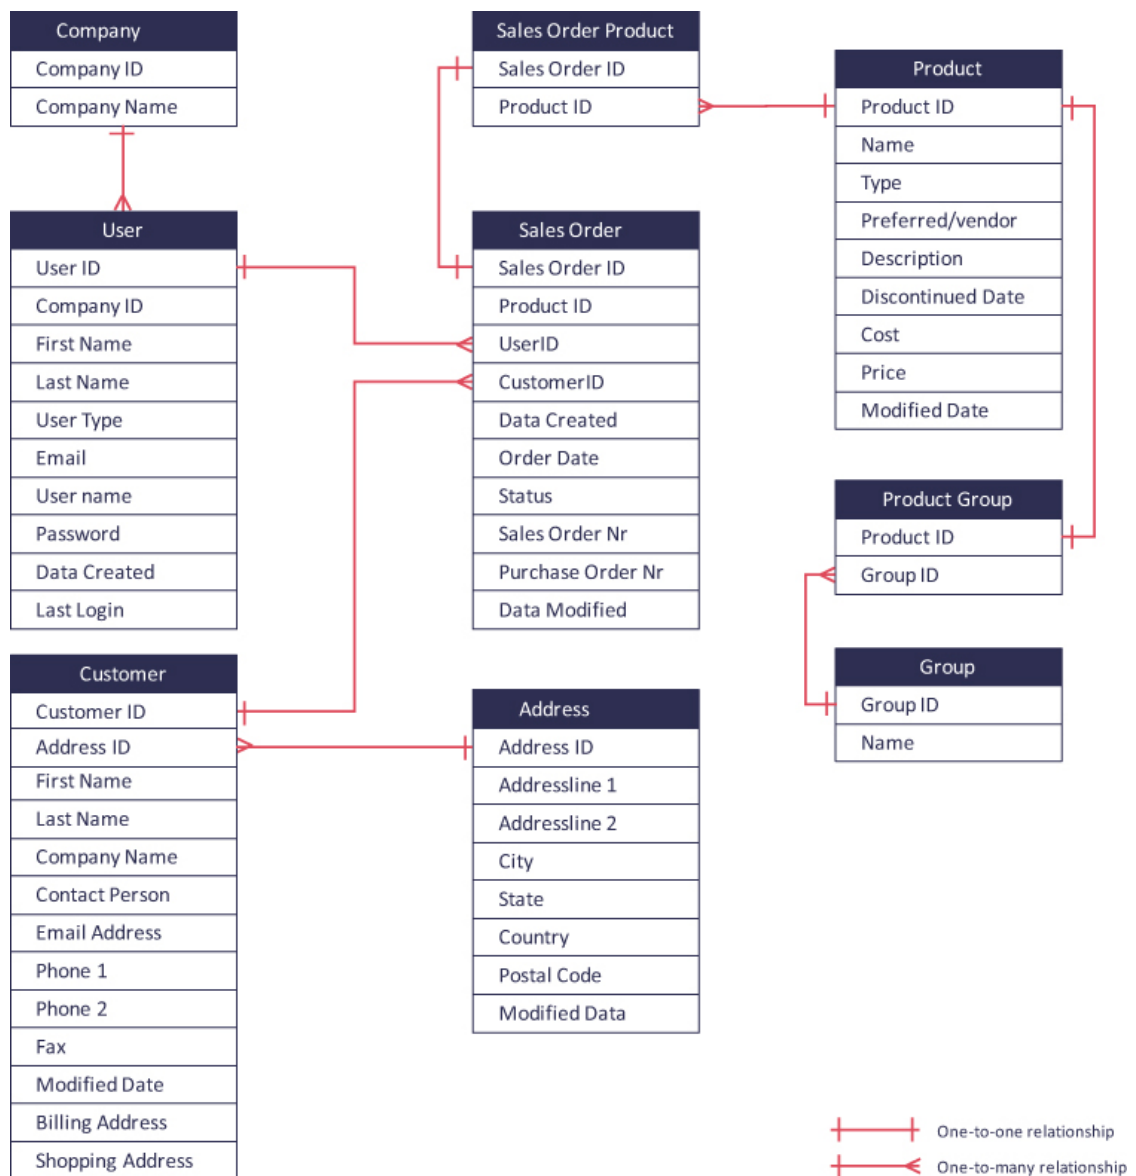 Company
Company ID
Company Name
User
User ID
Company ID
First Name
Last Name
User Type
Email
User name
Password
Data Created
Last Login
Customer
Customer ID
Address ID
First Name
Last Name
Company Name
Contact Person
Email Address
Phone 1
Phone 2
Fax
Modified Date
Billing Address
Shopping Address
Sales Order Product
Sales Order ID
Product ID
Sales Order
Sales Order ID
Product ID
UserID
CustomerID
Data Created
Order Date
Status
Sales Order Nr
Purchase Order Nr
Data Modified
Address
Address ID
Addressline 1
Addressline 2
City
State
Country
Postal Code
Modified Data
Product
Product ID
Name
Type
Preferred/vendor
Description
Discontinued Date
Cost
Price
Modified Date
Product Group
Product ID
Group ID
Group
Group ID
Name
One-to-one relationship
One-to-many relationship